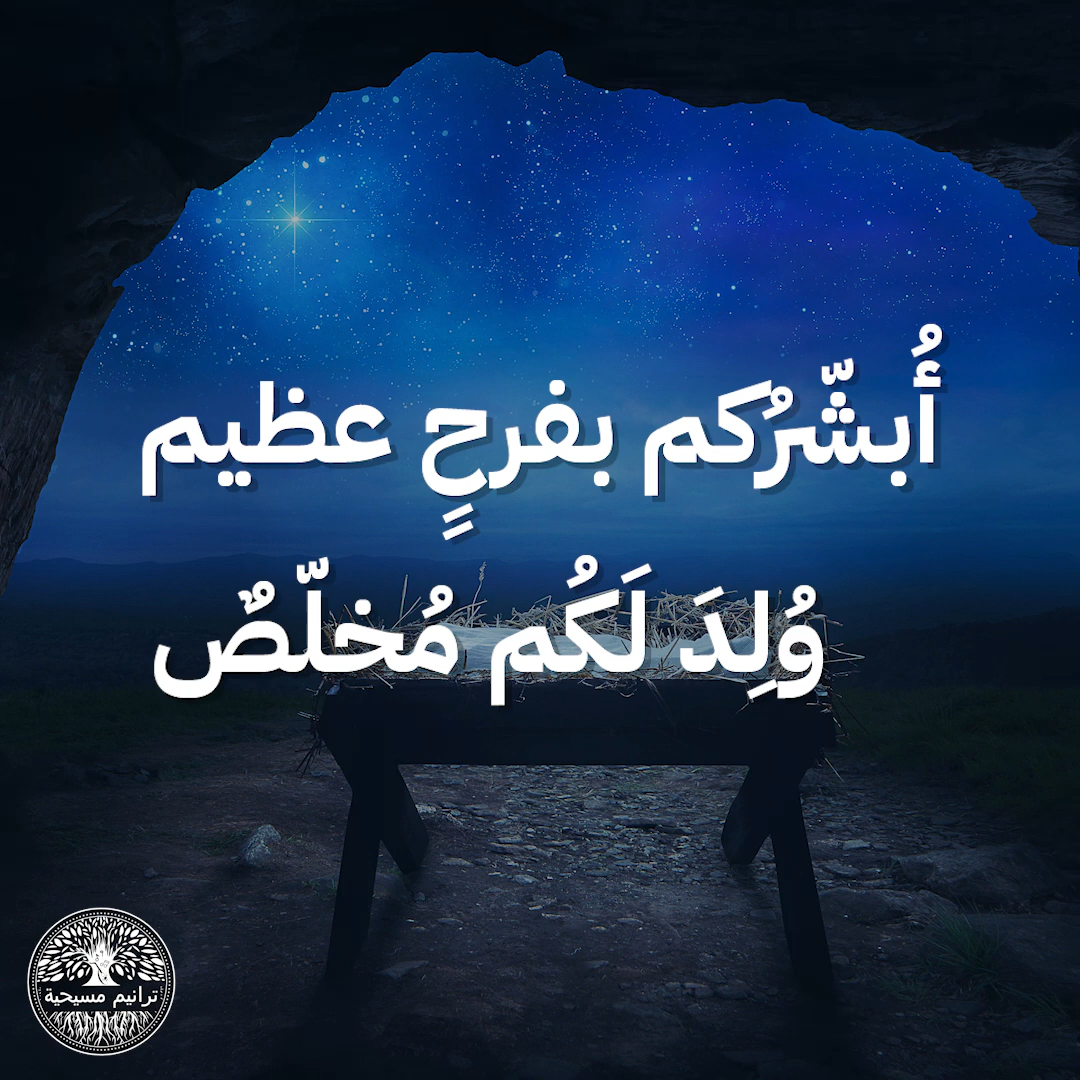 أُبشّرُكم بفرحٍ عظيم
وُلِدَ لَكُم مُخلّصٌ
ترانيم مسيحية